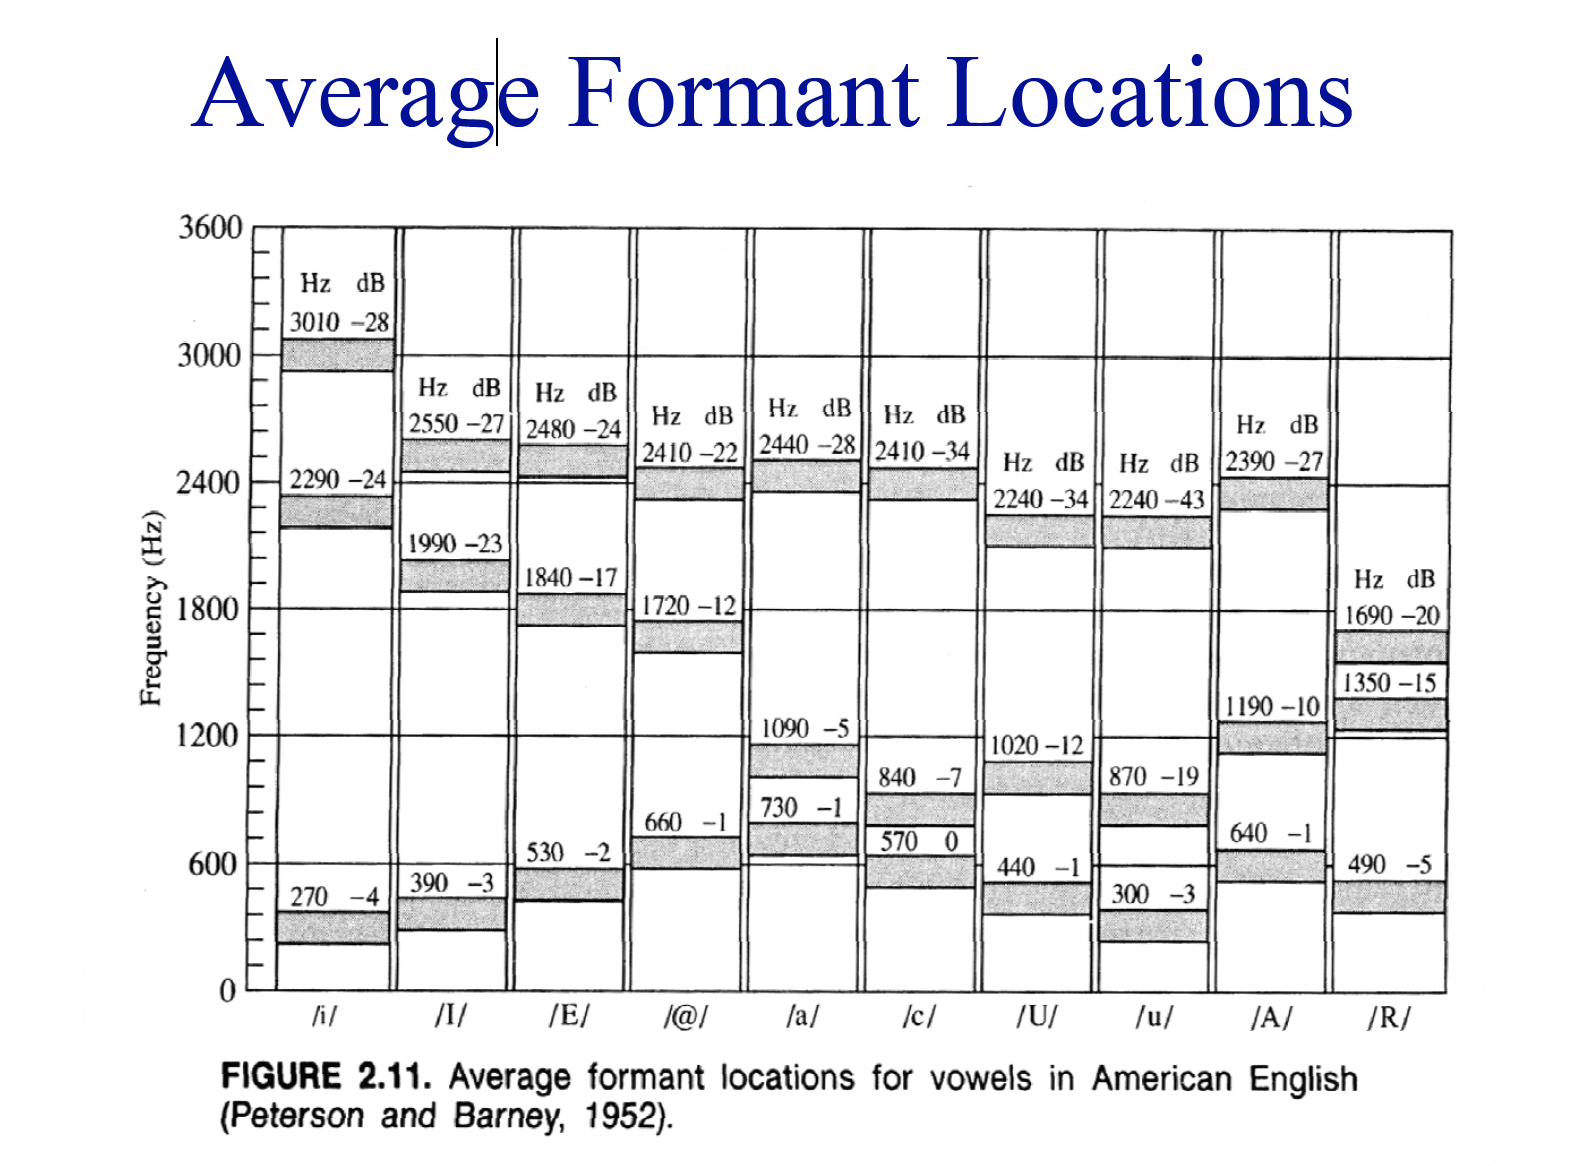 Average Formant Locations
3600
Hz dB
3010 –28
3000
Hz dB
2550 –27
Hz dB
2480 –24
Hz dB
2410 –22
Hz dB
2440 –28
Hz dB
2410 –34
Hz dB
2240 –34
Hz dB
2240 –43
Hz dB
2390 –27
2400
2290 –24
1990 –23
1840 –17
1720 –12
Hz dB
1690 –20
1800
1350 –15
1200
1090 –5
840 –7
1020 –12
870 –19
1190 –10
600
270 –4
390 –3
530 –2
660 –1
730 –1
570 0
440 –1
300 –3
640 –1
490 –5
0
Frequency (Hz)
/i/ /I/ /E/ /@/ /a/ /c/ /U/ /u/ /A/ /R/
FIGURE 2.11. Average formant locations for vowels in American English
(Peterson and Barney, 1952).